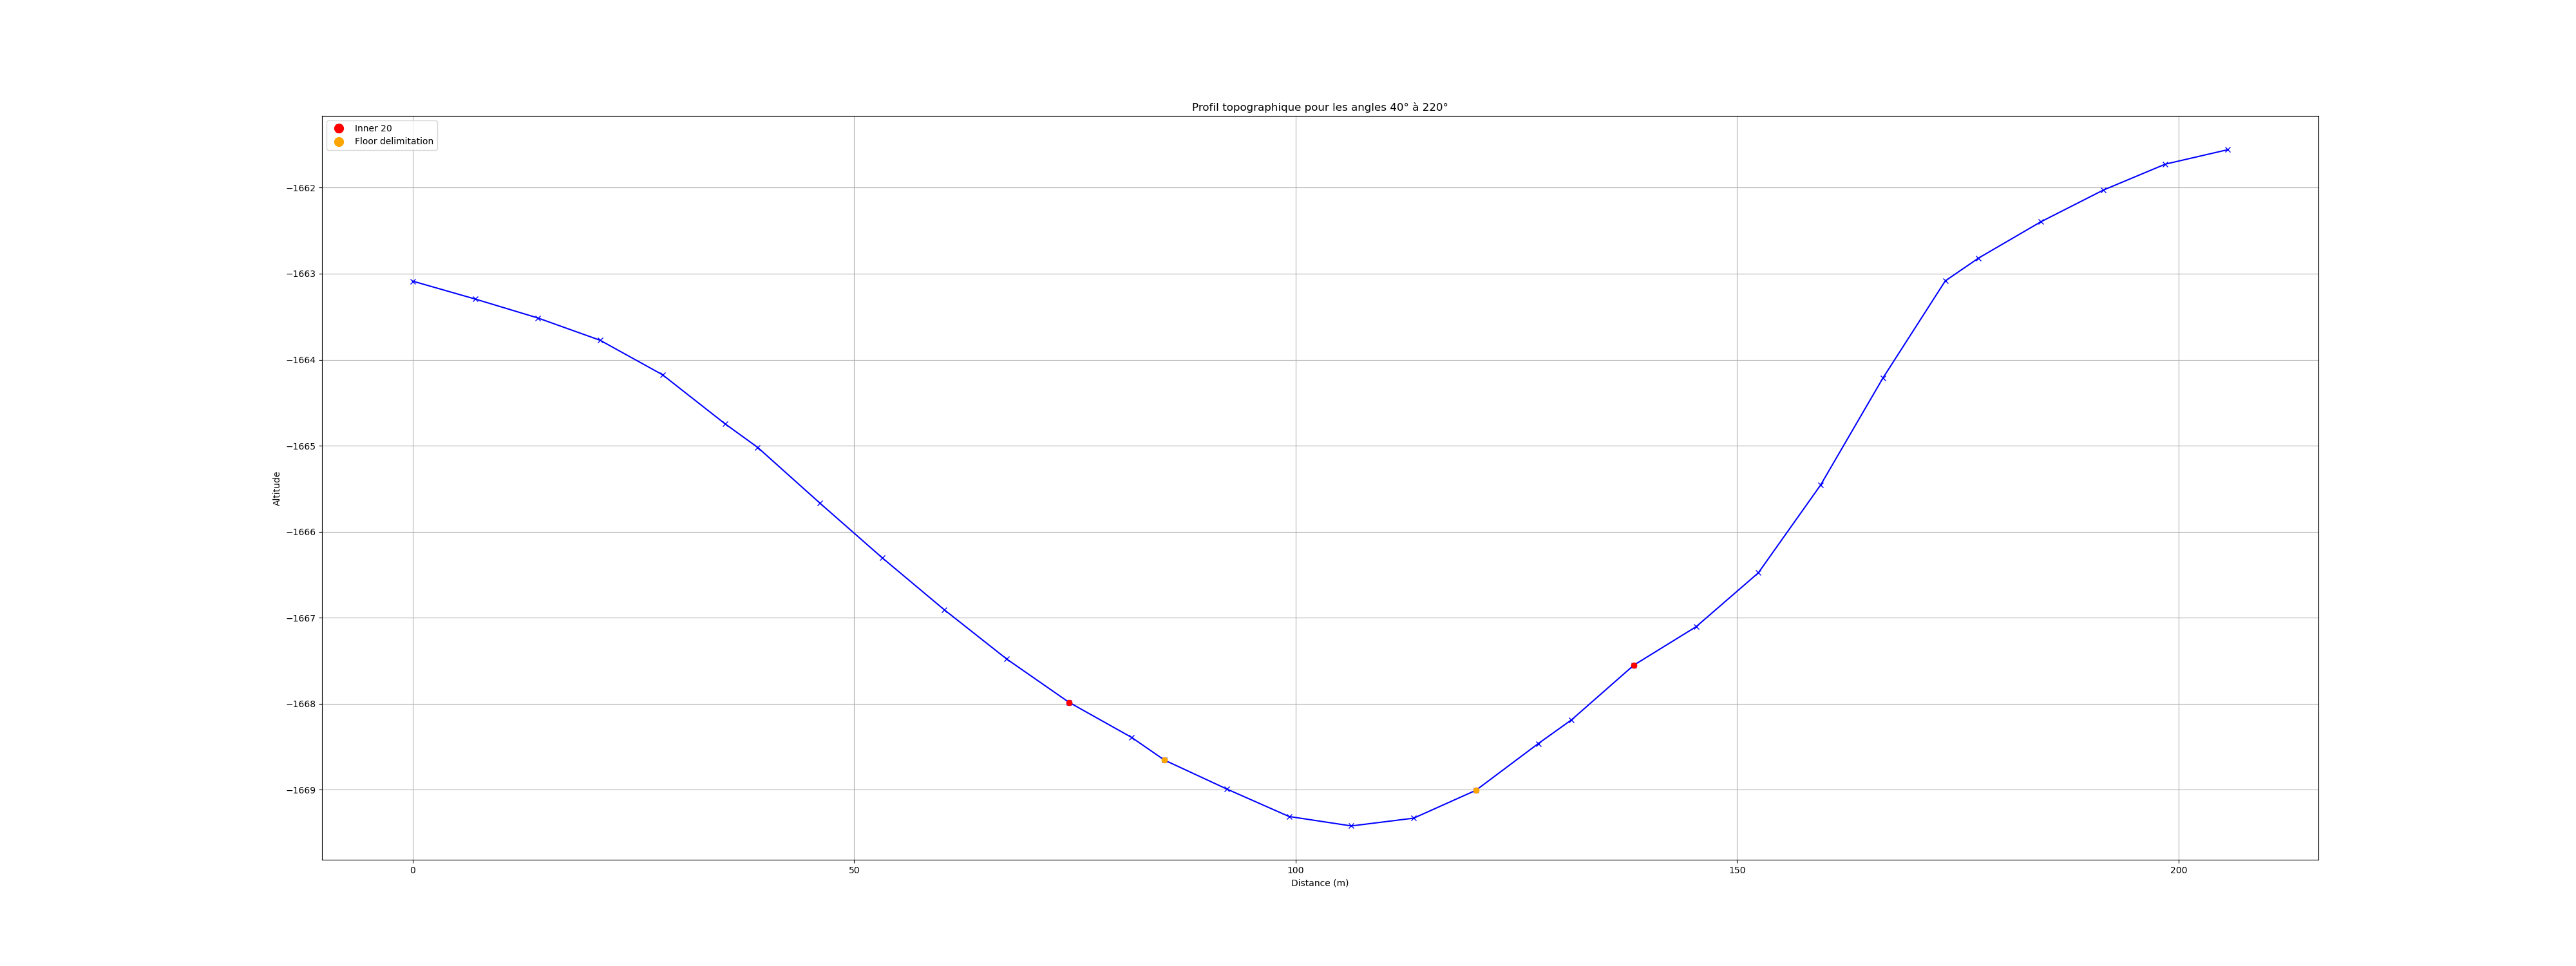 Profil topographique pour les angles 40° à 220°
Inner 20
Floor delimitation
−1662
−1663
−1664
−1665
−1666
−1667
−1668
−1669
Altitude
0 50 100 150 200
Distance (m)